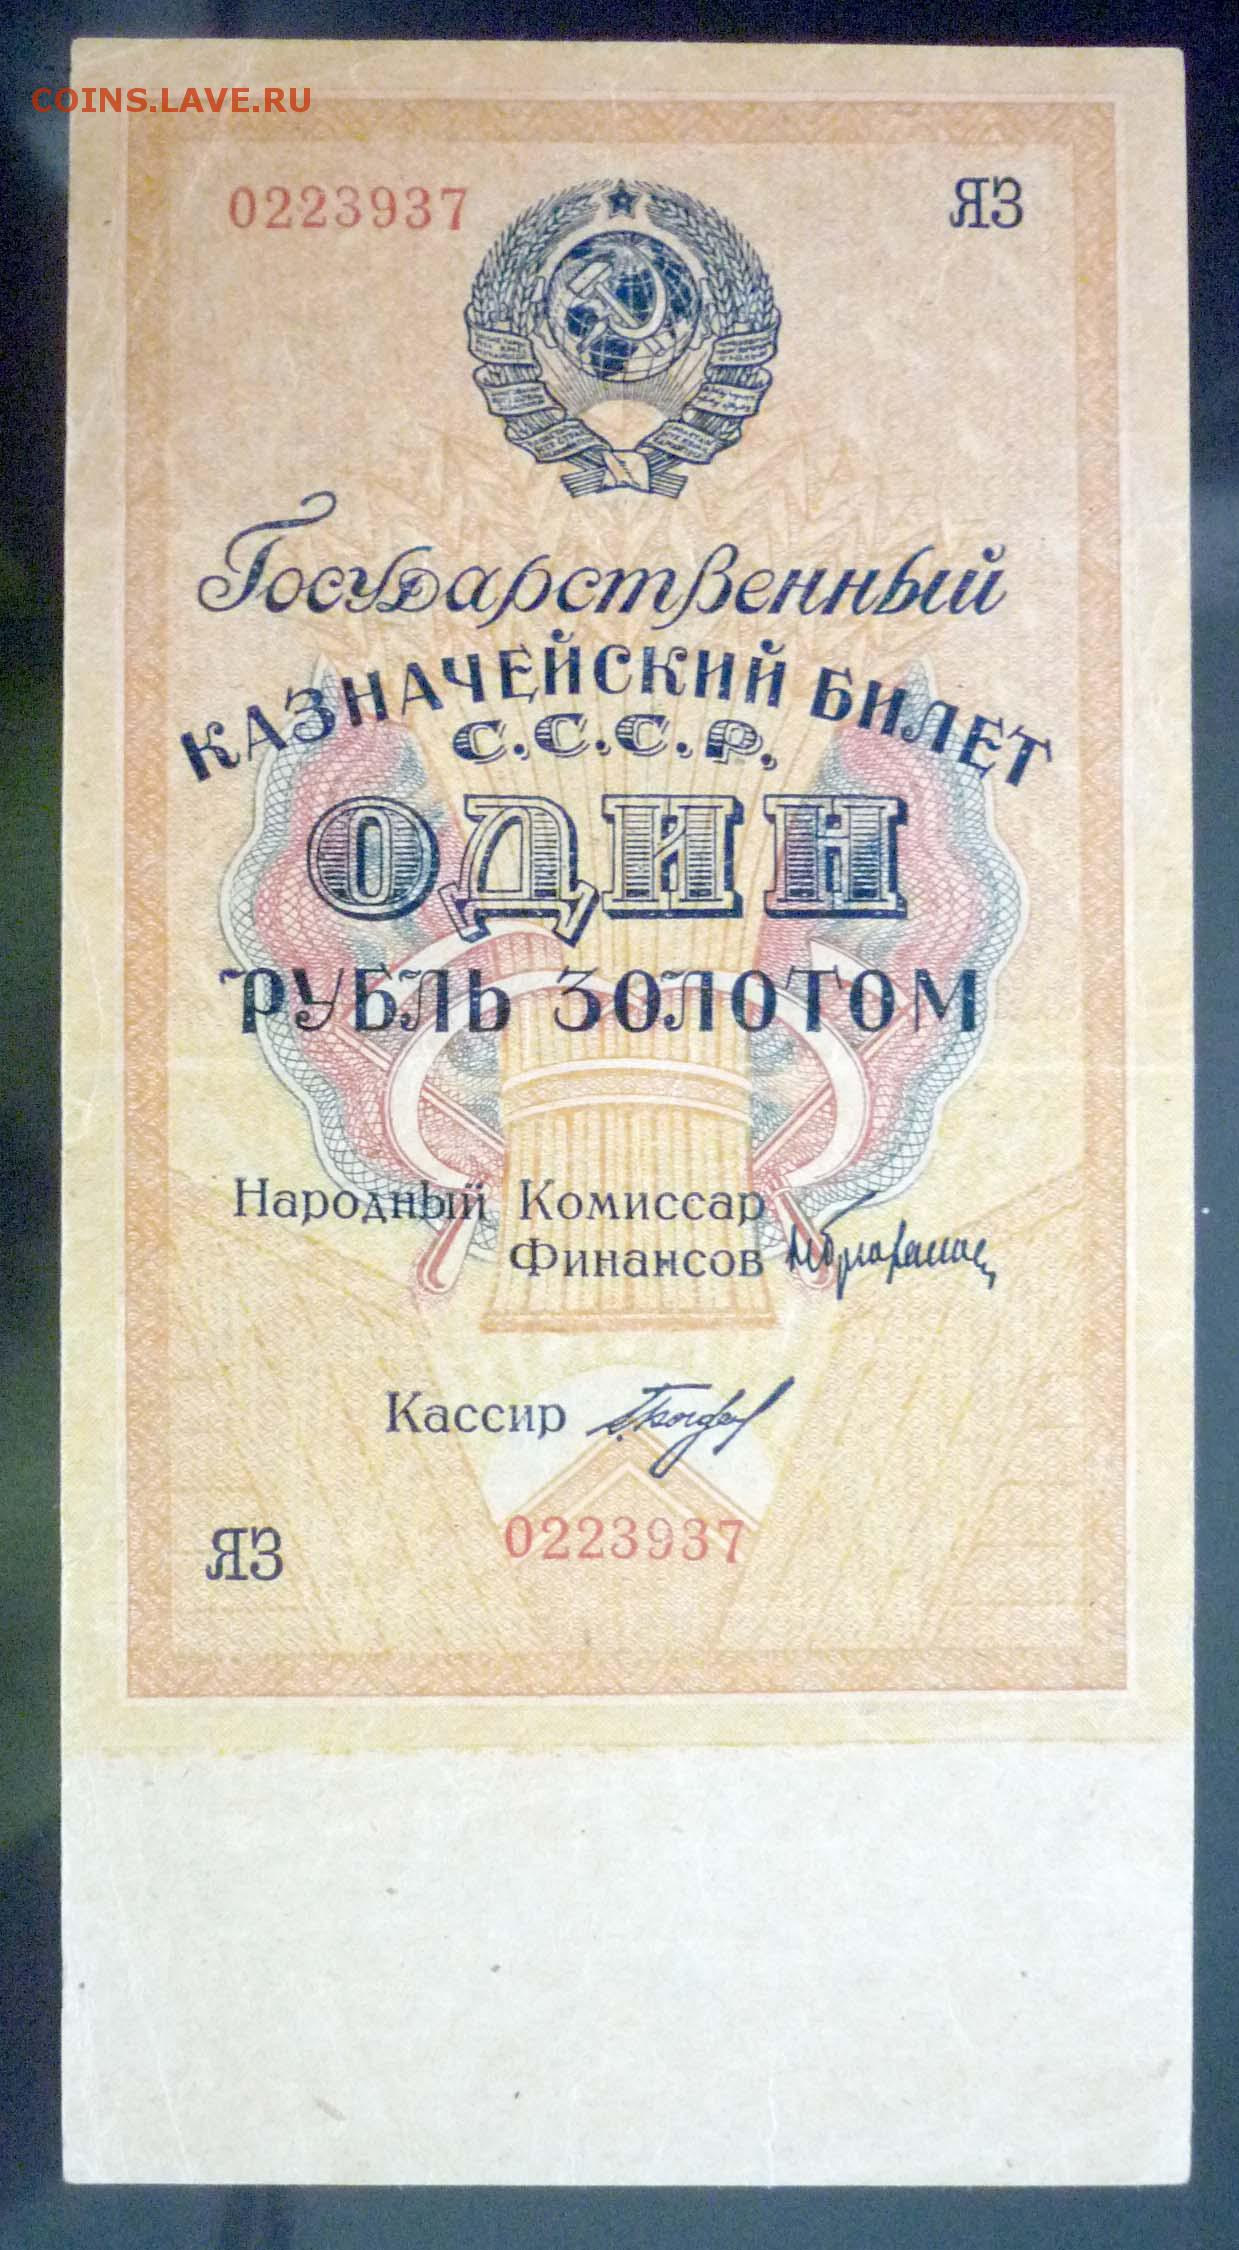 COINS.LAVE.RU
0223937 ЯЗ
Государственный
КАЗНАЧЕЙСКИЙ БИЛЕТ
С.С.С.Р.
ОДИН
РУБЛЬ ЗОЛОТОМ
Народный Комиссар
Финансов
Кассир
ЯЗ 0223937